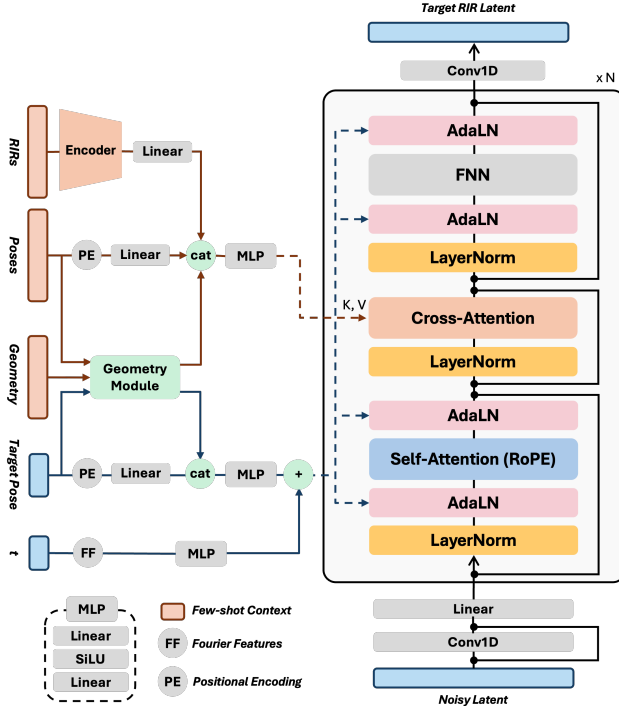 Target RIR Latent
Conv1D
x N
AdaLN
FNN
AdaLN
LayerNorm
Cross-Attention
K, V
LayerNorm
AdaLN
Self-Attention (RoPE)
AdaLN
LayerNorm
Linear
Conv1D
Noisy Latent
RIRs
Encoder
Linear
Poses
PE
Linear
cat
MLP
Geometry
Geometry
Module
Target Pose
PE
Linear
cat
MLP
+
t
FF
MLP
MLP
Linear
SiLU
Linear
Few-shot Context
FF
Fourier Features
PE
Positional Encoding